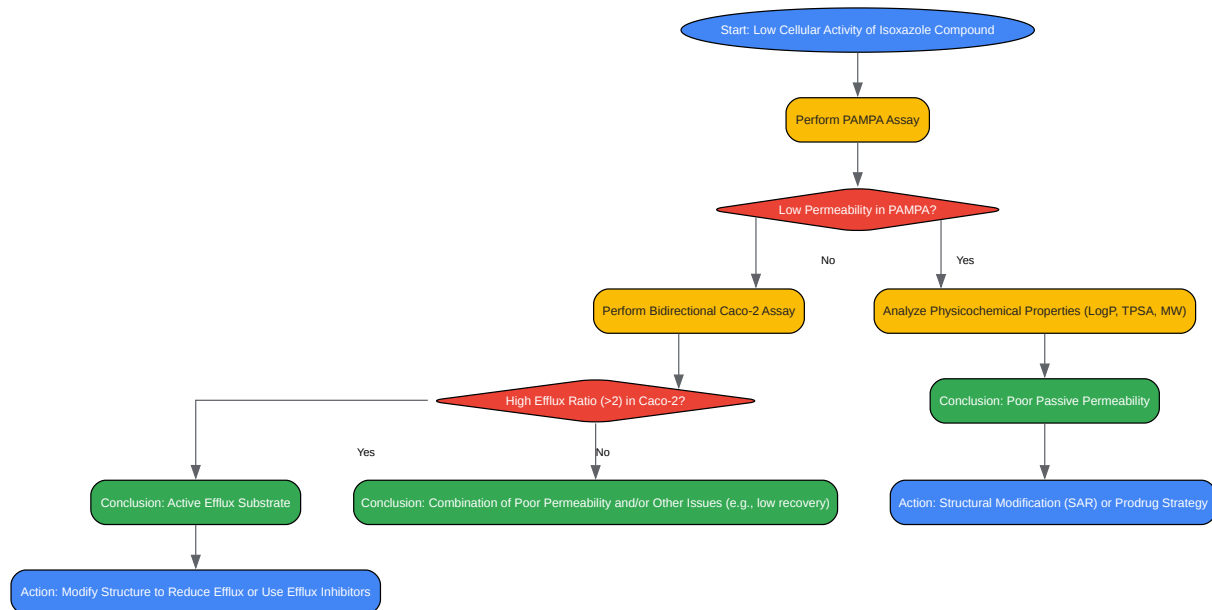 Start: Low Cellular Activity of Isoxazole Compound
Perform PAMPA Assay
Low Permeability in PAMPA?
No
Yes
Perform Bidirectional Caco-2 Assay
Analyze Physicochemical Properties (LogP, TPSA, MW)
High Efflux Ratio (>2) in Caco-2?
Conclusion: Poor Passive Permeability
Yes
No
Conclusion: Active Efflux Substrate
Conclusion: Combination of Poor Permeability and/or Other Issues (e.g., low recovery)
Action: Structural Modification (SAR) or Prodrug Strategy
Action: Modify Structure to Reduce Efflux or Use Efflux Inhibitors